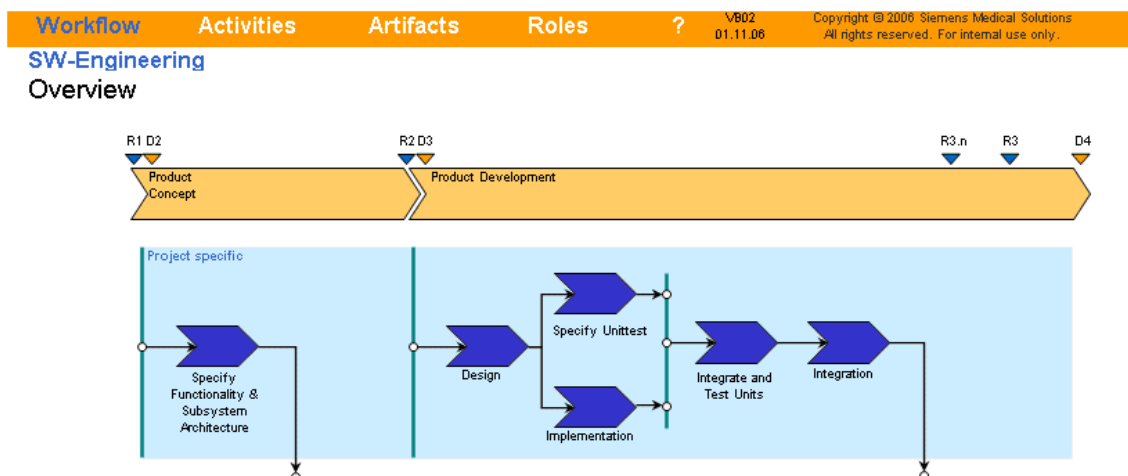 Workflow Activities Artifacts Roles ? VB02 Copyright © 2006 Siemens Medical Solutions
01.11.06 All rights reserved. For internal use only.
SW-Engineering
Overview
R1 D2 R2 D3 R3.n R3 D4
Product Product Development
Concept
Project specific
Specify Unittest
Design Integrate and Integration
Specify Test Units
Functionality &
Subsystem
Architecture Implementation